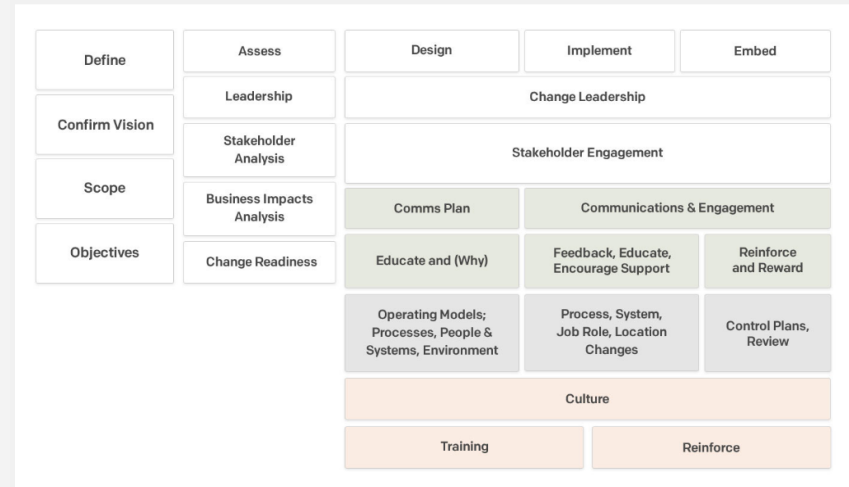 Define
Confirm Vision
Scope
Objectives
Assess
Leadership
Stakeholder
Analysis
Business Impacts
Analysis
Change Readiness
Design
Implement
Embed
Change Leadership
Stakeholder Engagement
Comms Plan
Communications & Engagement
Educate and (Why)
Feedback, Educate,
Encourage Support
Reinforce
and Reward
Operating Models;
Processes, People &
Systems, Environment
Process, System,
Job Role, Location
Changes
Control Plans,
Review
Culture
Training
Reinforce